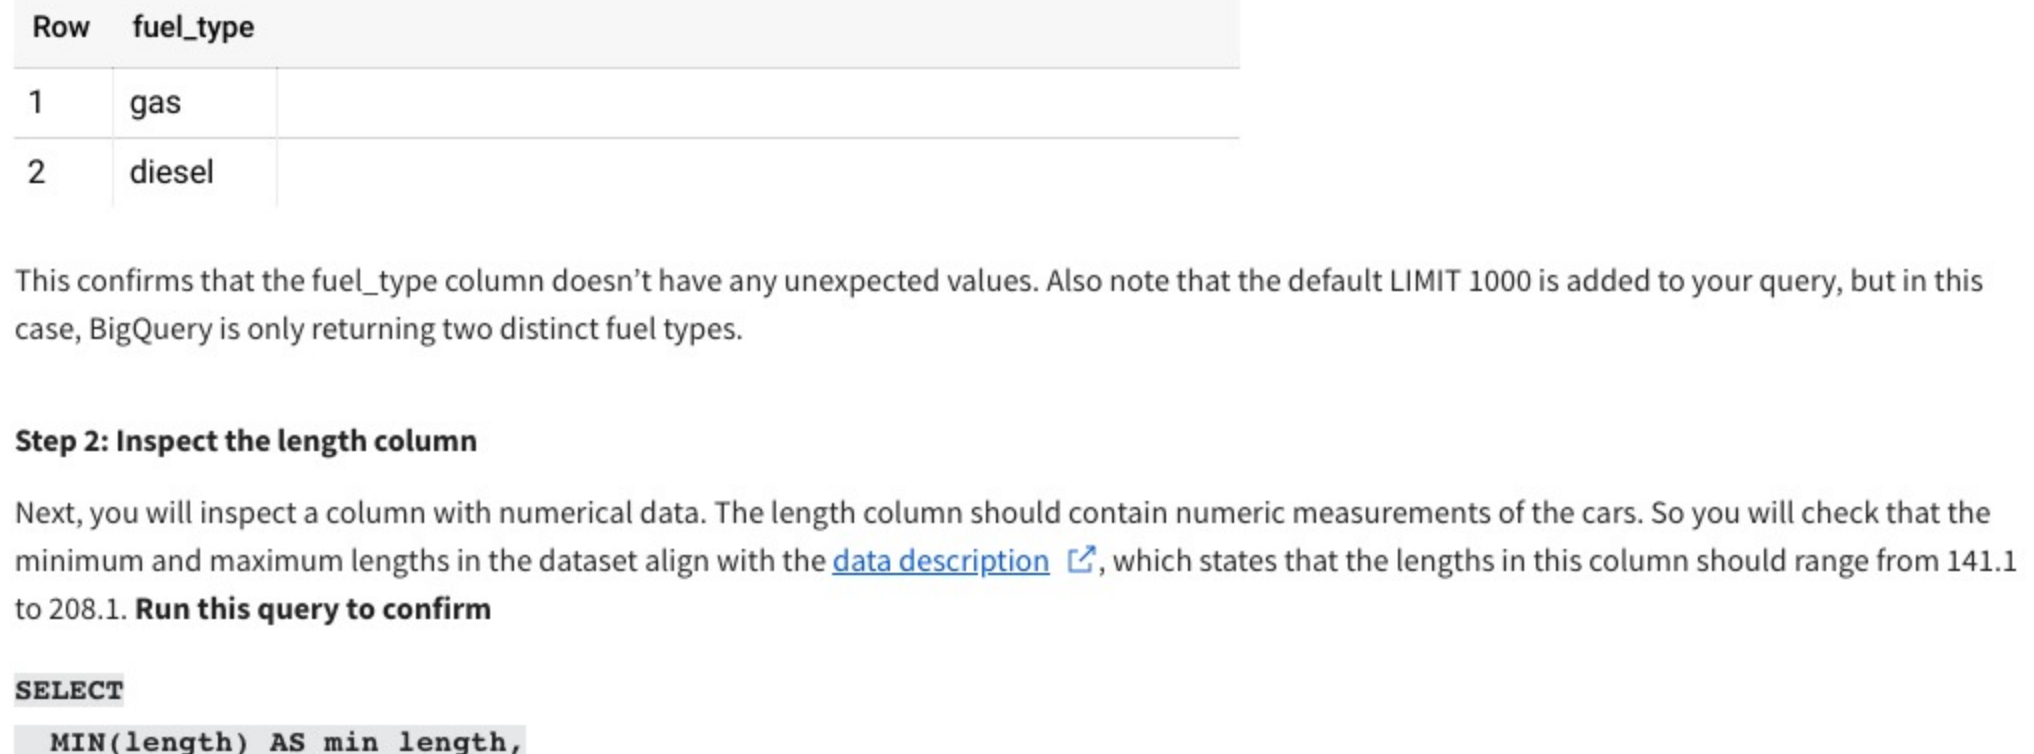 Row fuel_type
1 gas
2 diesel
This confirms that the fuel_type column doesn’t have any unexpected values. Also note that the default LIMIT 1000 is added to your query, but in this
case, BigQuery is only returning two distinct fuel types.
Step 2: Inspect the length column
Next, you will inspect a column with numerical data. The length column should contain numeric measurements of the cars. So you will check that the
minimum and maximum lengths in the dataset align with the data description , which states that the lengths in this column should range from 141.1
to 208.1. Run this query to confirm
SELECT
MIN(length) AS min_length,